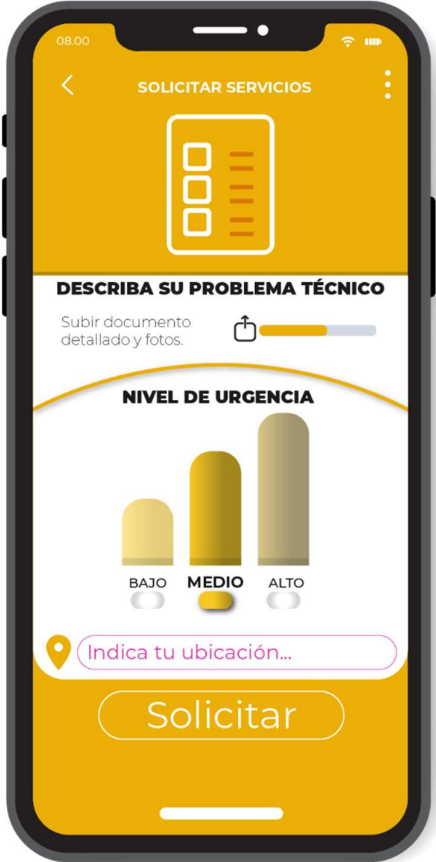 08.00
SOLICITAR SERVICIOS
DESCRIBA SU PROBLEMA TÉCNICO
Subir documento
detallado y fotos.
NIVEL DE URGENCIA
BAJO MEDIO ALTO
Indica tu ubicación...
Solicitar